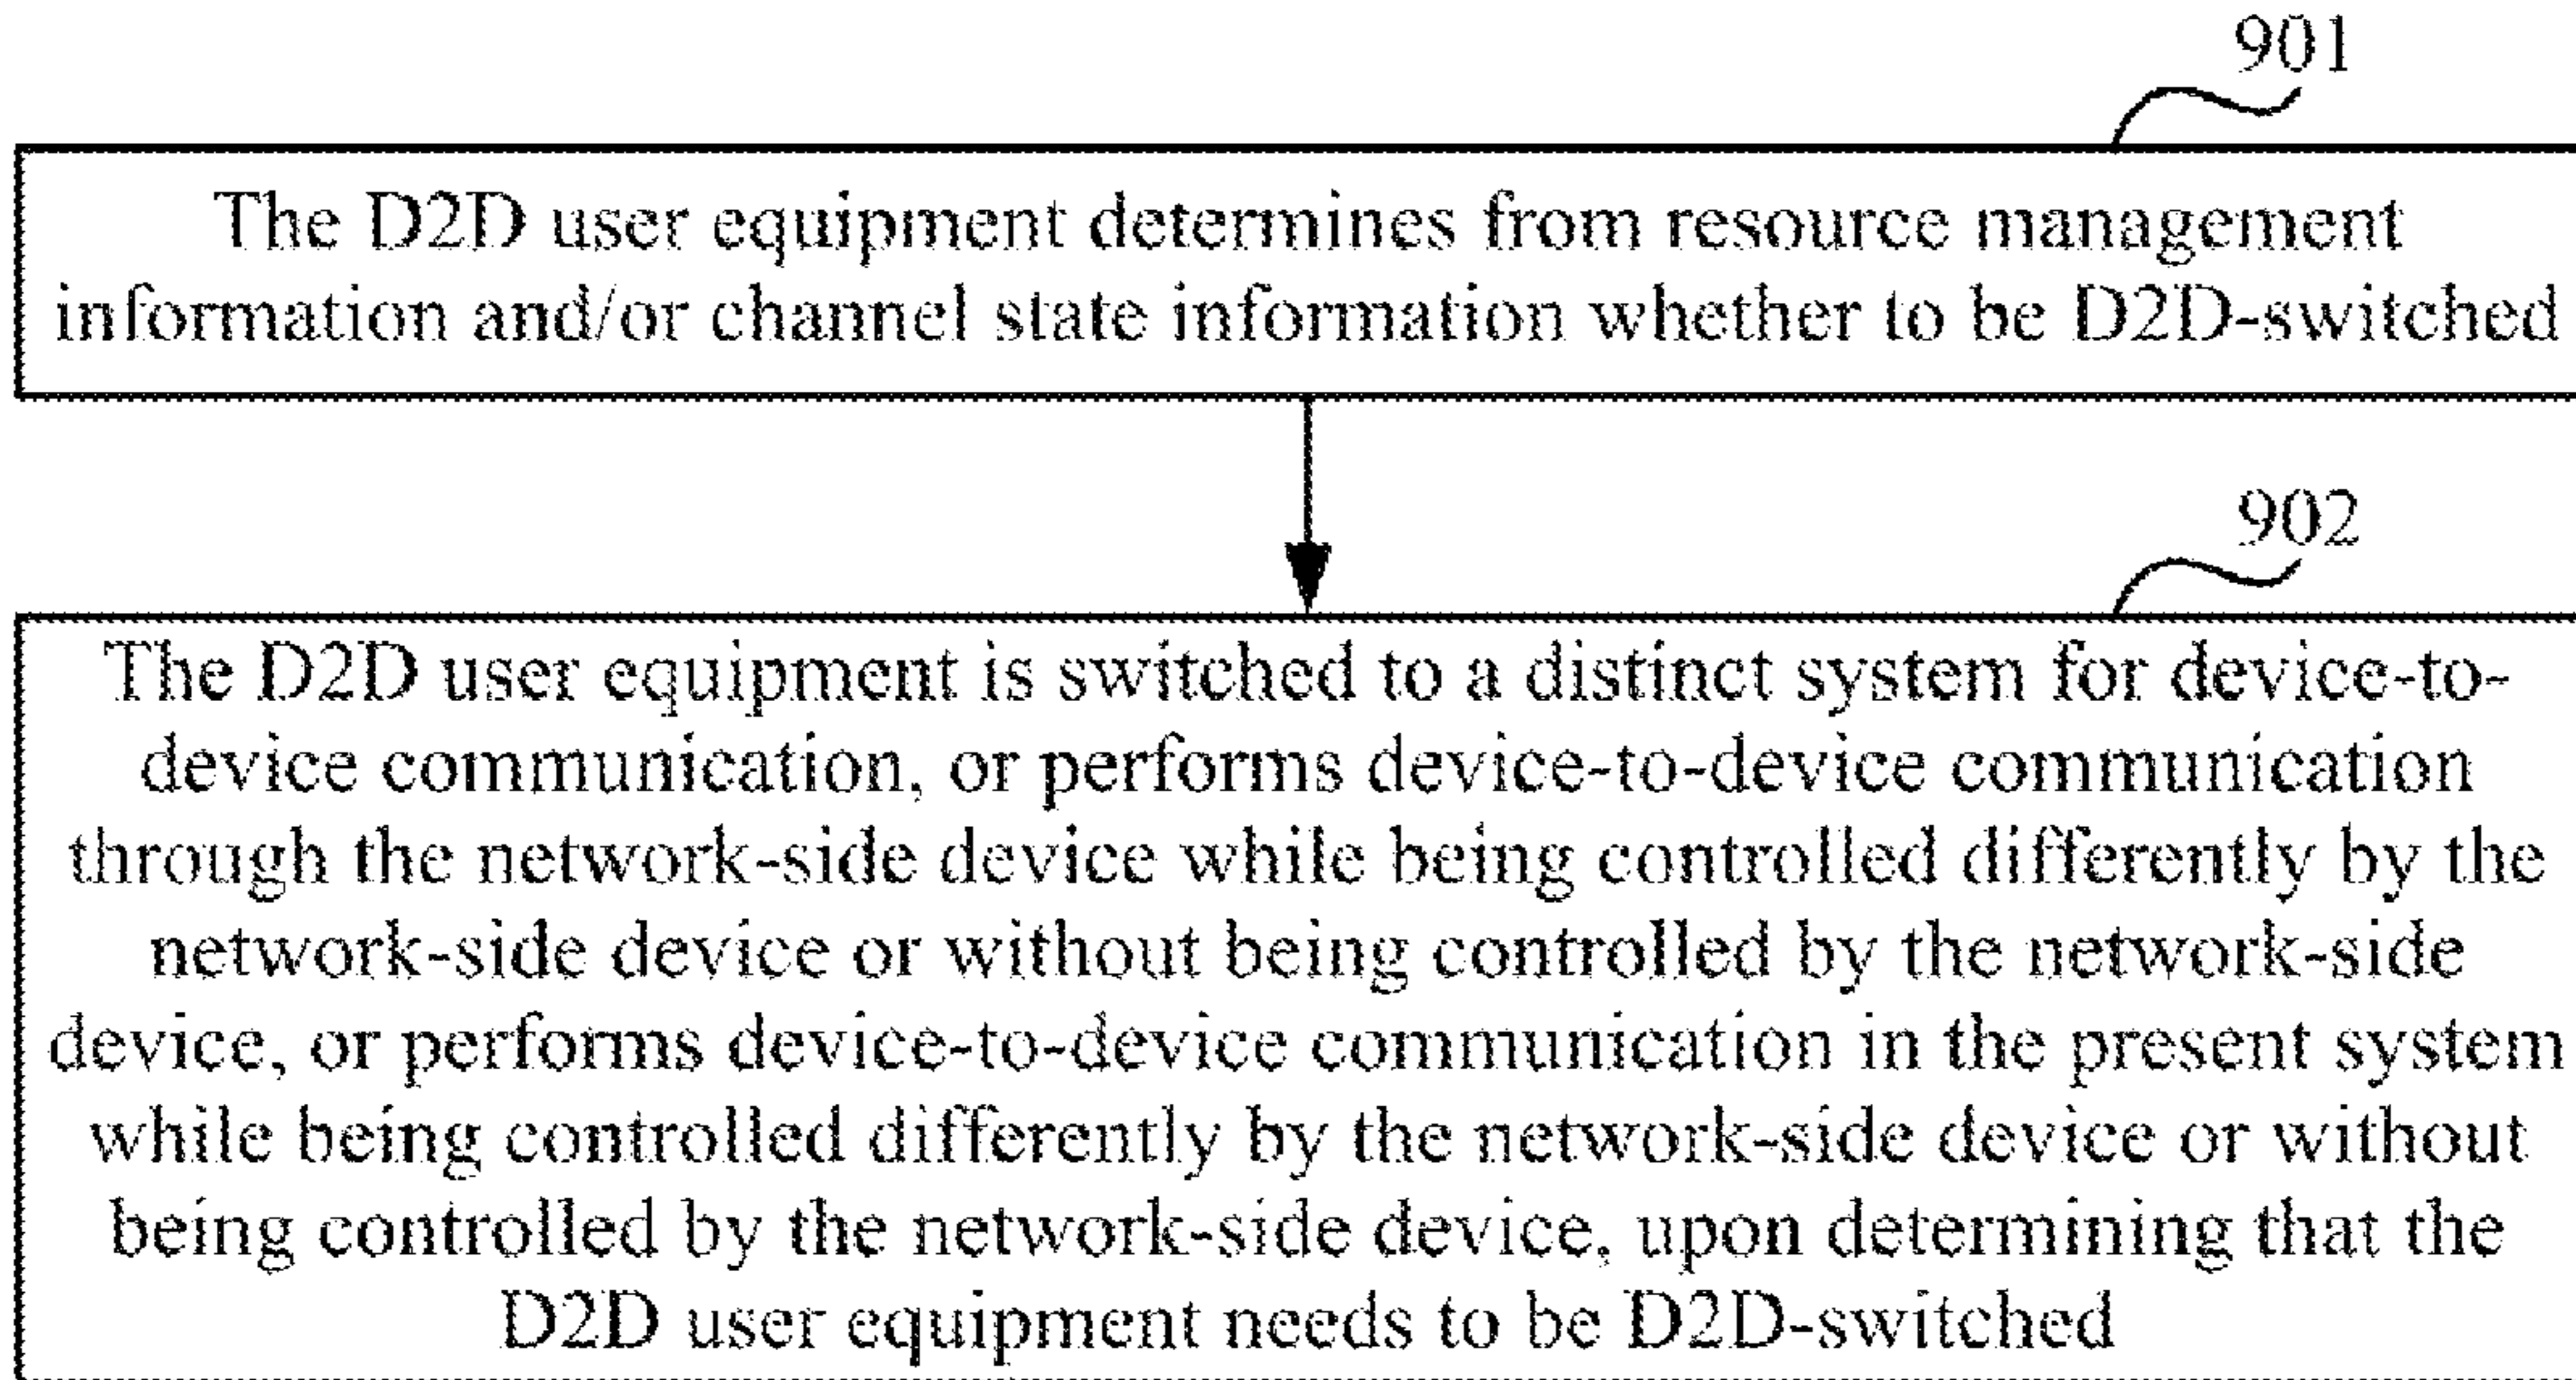 901
The D2D user equipment determines from resource management
information and/or channel state information whether to be D2D-switched
902
The D2D user equipment is switched to a distinct system for device-to-
device communication, or performs device-to-device communication
through the network-side device while being controlled differently by the
network-side device or without being controlled by the network-side
device, or performs device-to-device communication in the present system
while being controlled differently by the network-side device or without
being controlled by the network-side device, upon determining that the
D2D user equipment needs to be D2D-switched